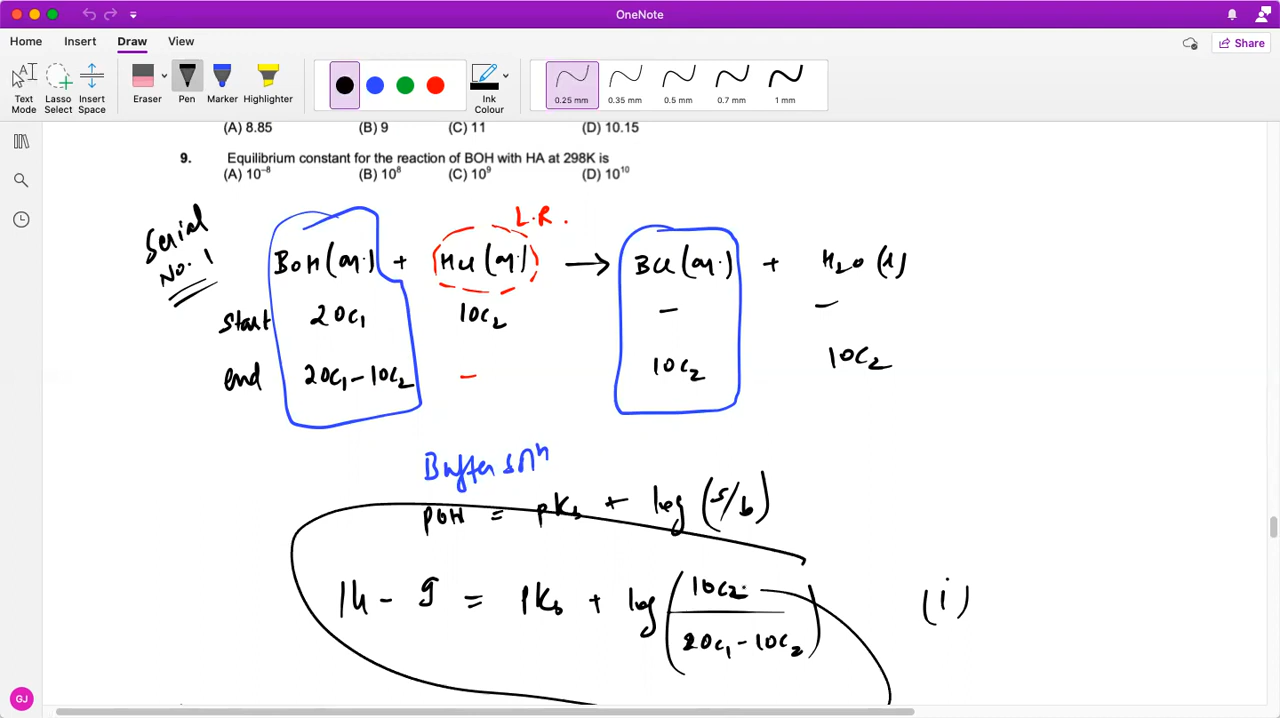 OneNote
Home Insert Draw View
Share
Text Mode
Lasso Select
Insert Space
Eraser
Pen
Marker
Highlighter
Ink Colour
0.25 mm
0.35 mm
0.5 mm
0.7 mm
1 mm
(A) 8.85 (B) 9 (C) 11 (D) 10.15
9. Equilibrium constant for the reaction of BOH with HA at 298K is
(A) 10⁻⁸ (B) 10⁸ (C) 10⁹ (D) 10¹⁰
Serial No. 1
L.R.
BOH (aq.) + HCl (aq.) → BCl (aq.) + H₂O (l)
Start 20C₁ 10C₂ – –
end 20C₁-10C₂ – 10C₂ 10C₂
Buffer solⁿ
pOH = pKb + log (s/b)
14 - 9 = pKb + log (10C₂ / 20C₁-10C₂) (i)
GJ